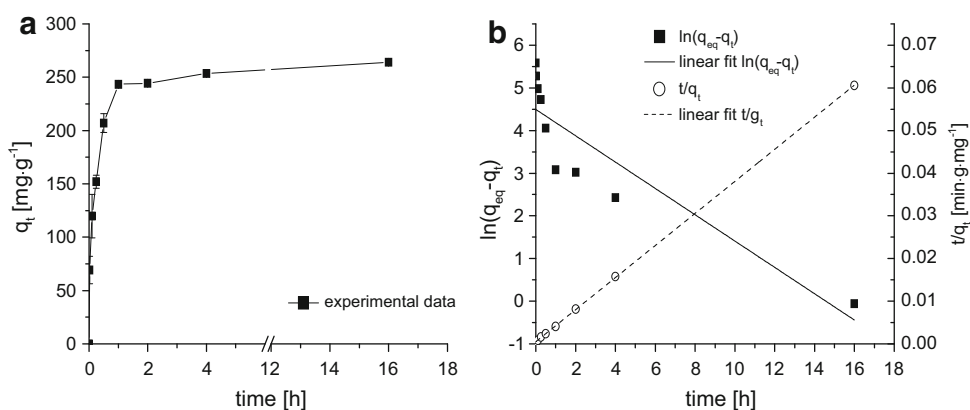 a
300
250
200
150
100
50
0
q_t [mg·g⁻¹]
experimental data
0 2 4 12 14 16 18
time [h]
b
6
5
4
3
2
1
0
-1
ln(q_eq-q_t)
ln(q_eq-q_t)
linear fit ln(q_eq-q_t)
t/q_t
linear fit t/g_t
0.07
0.06
0.05
0.04
0.03
0.02
0.01
0.00
t/q_t [min·g·mg⁻¹]
0 2 4 6 8 10 12 14 16 18
time [h]